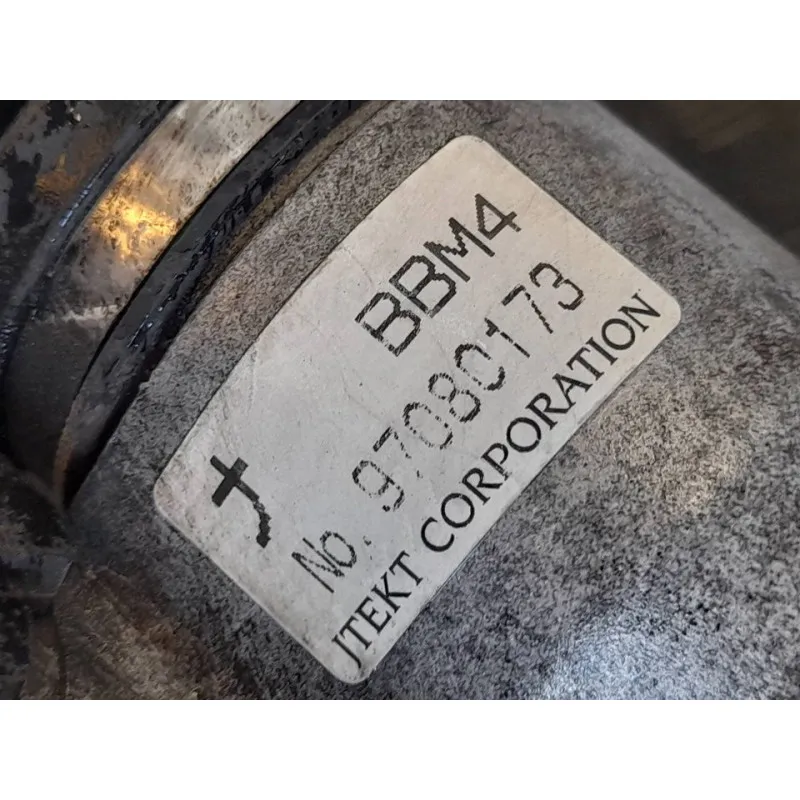 BBM4
No. 97080173
JTEKT CORPORATION